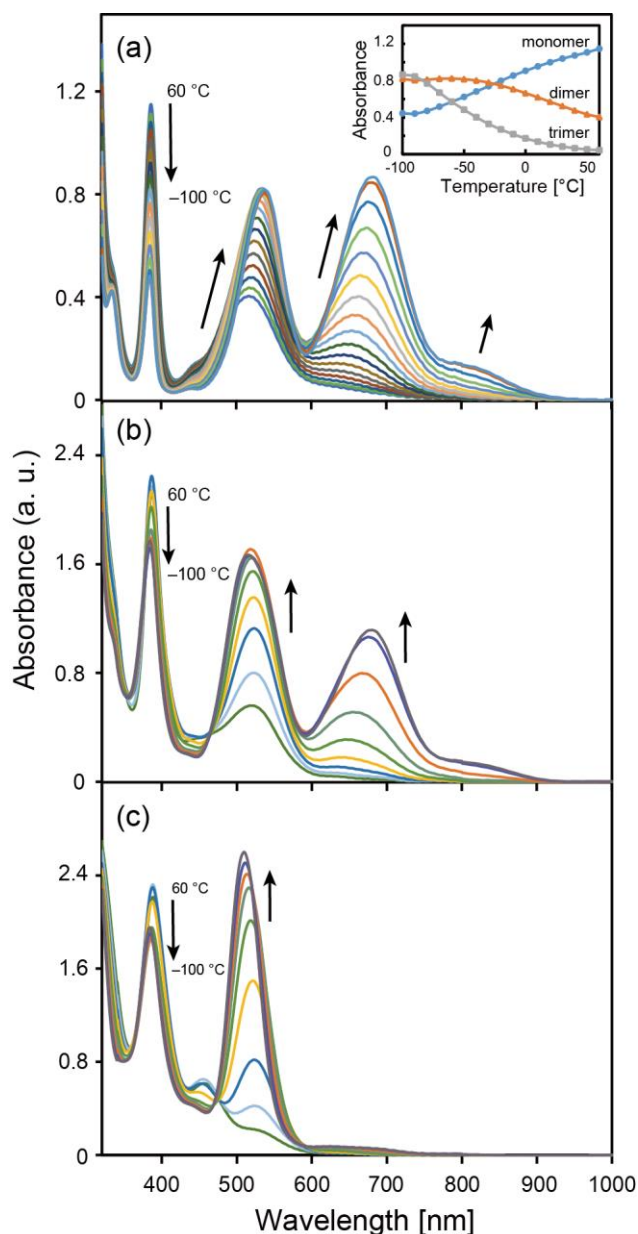 (a)
60 °C
–100 °C
1.2
0.8
0.4
0
Absorbance
1.2
0.8
0.4
0
monomer
dimer
trimer
-100 -50 0 50
Temperature [°C]
(b)
60 °C
–100 °C
2.4
1.6
0.8
0
Absorbance (a. u.)
(c)
60 °C
–100 °C
2.4
1.6
0.8
0
400 500 600 700 800 900 1000
Wavelength [nm]